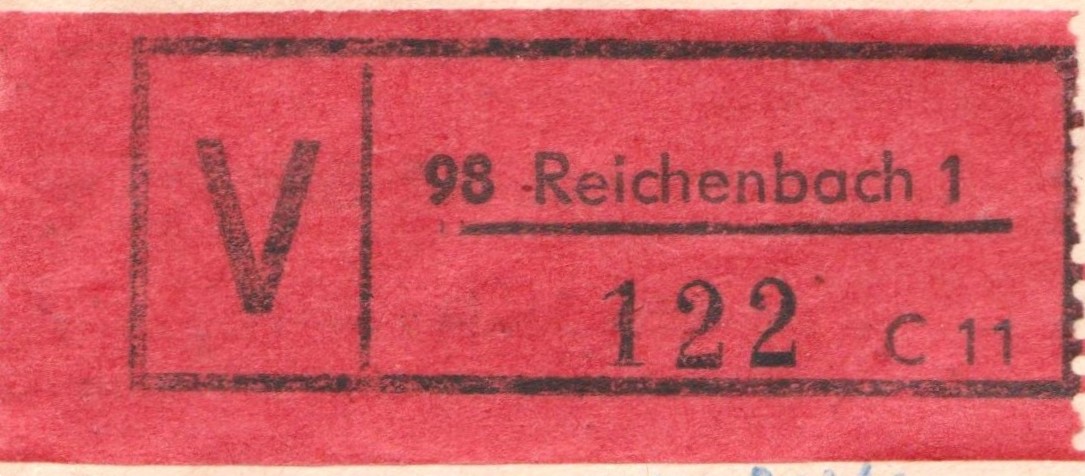 V
98 Reichenbach 1
122 C 11